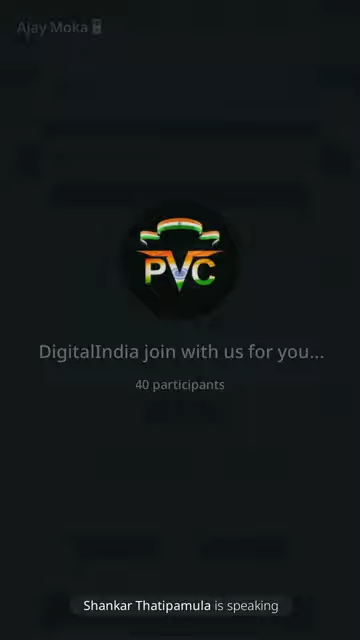 Ajay Moka
PVC
DigitalIndia join with us for you...
40 participants
Shankar Thatipamula is speaking